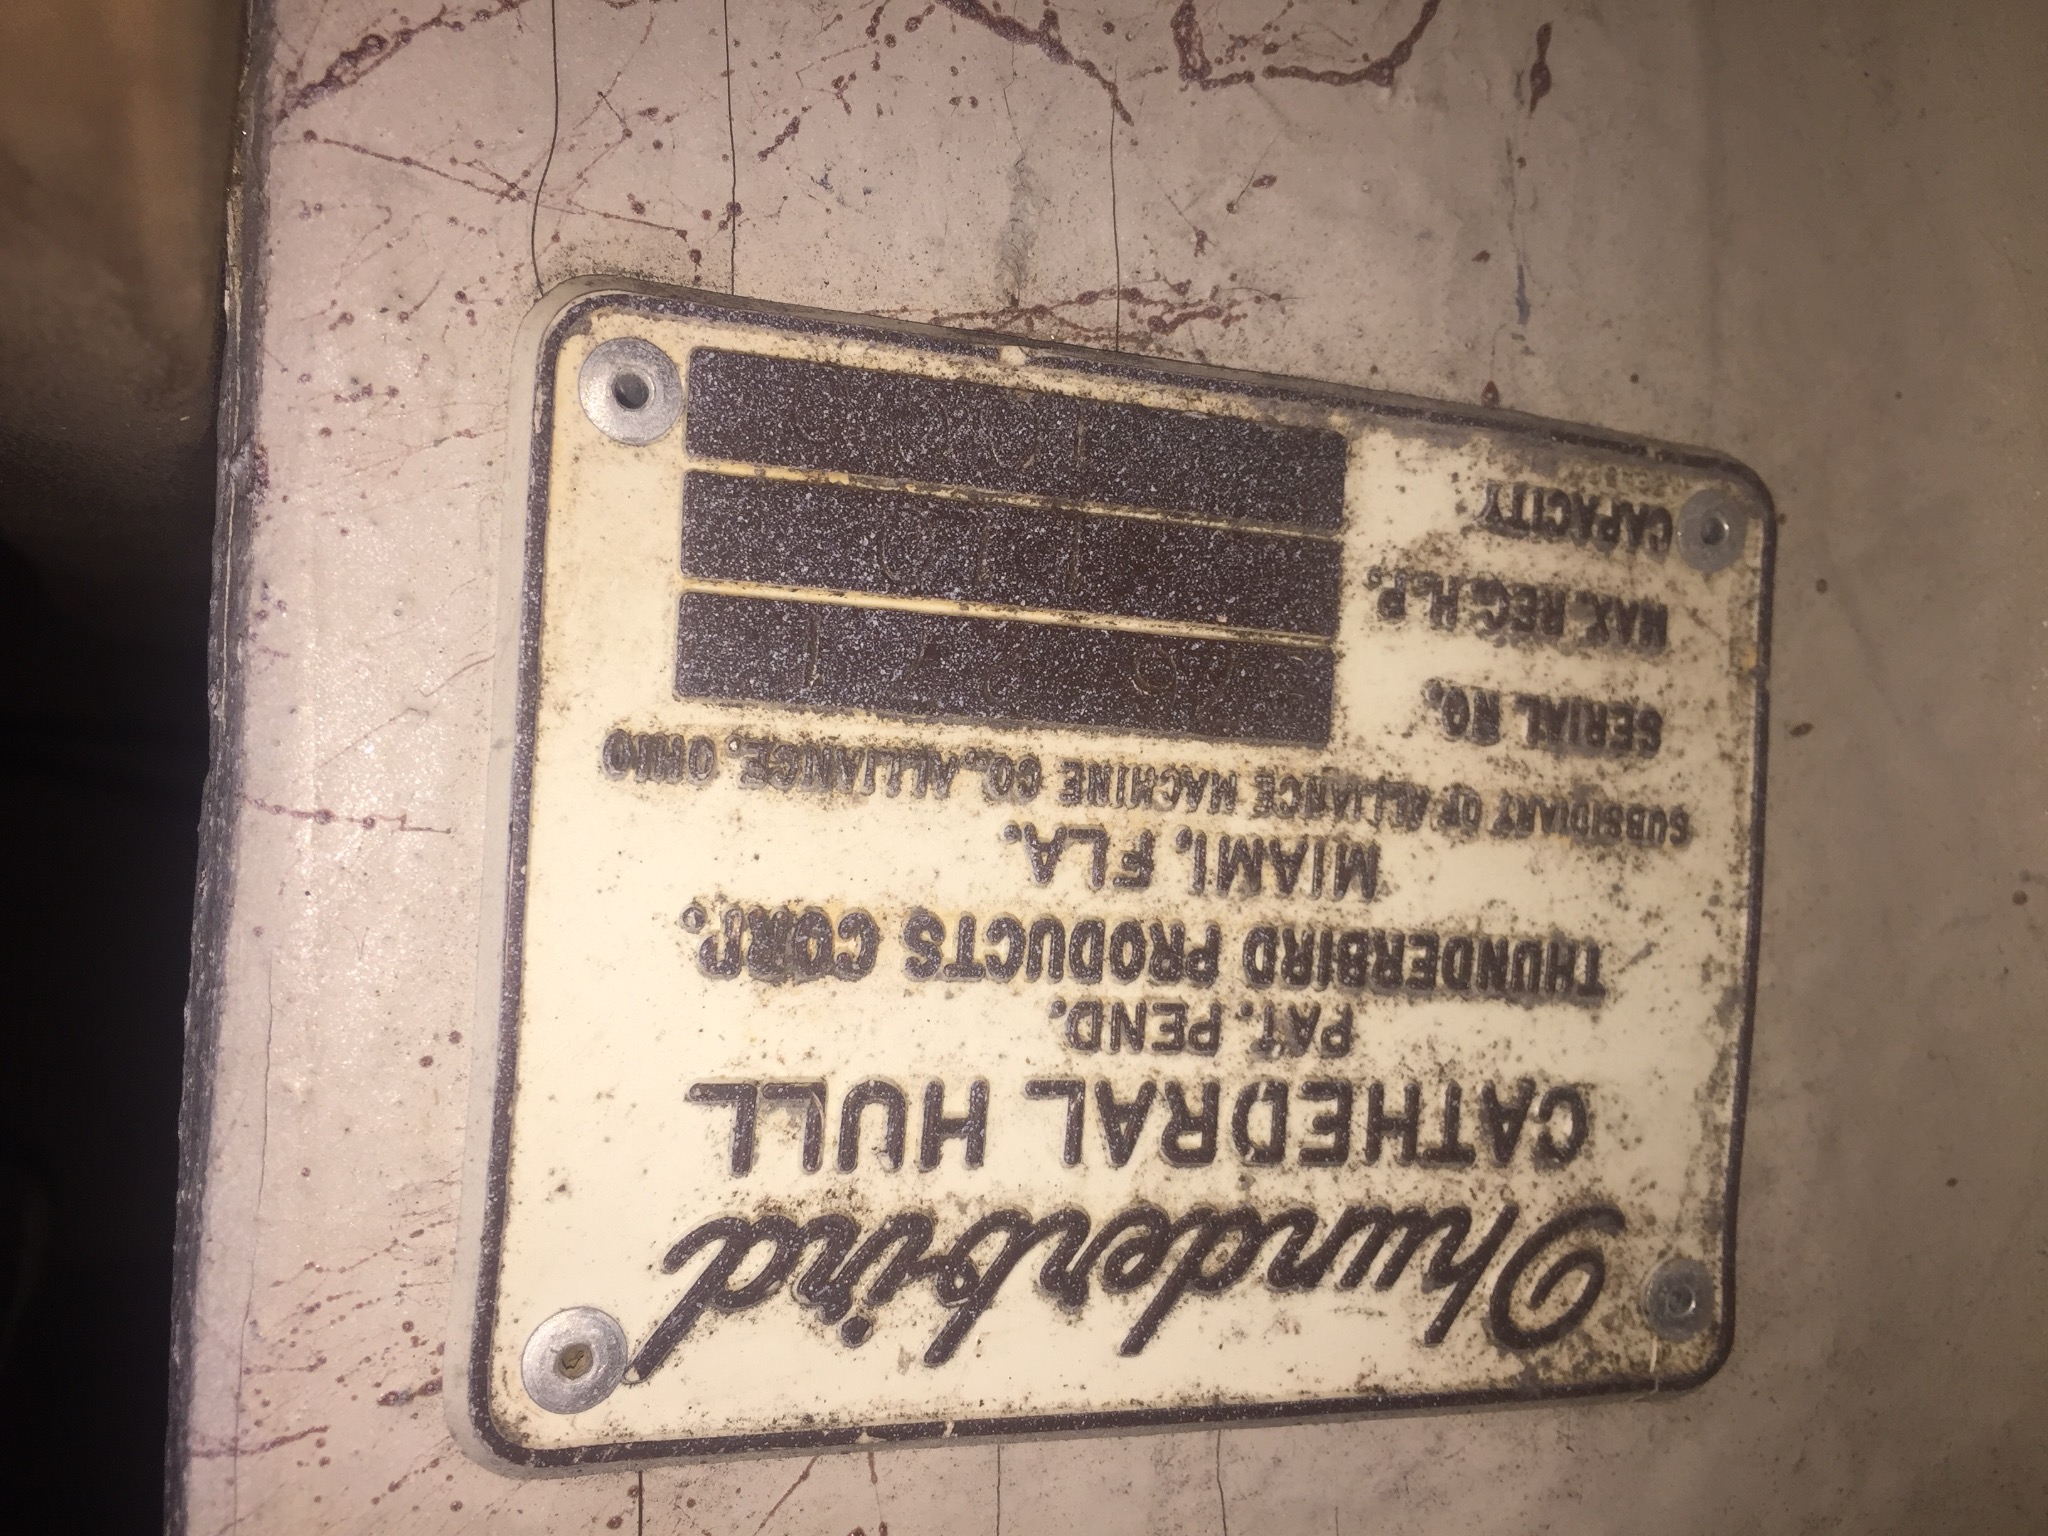 Thunderbird
CATHEDRAL HULL
PAT. PEND.
THUNDERBIRD PRODUCTS CORP.
MIAMI, FLA.
SUBSIDIARY OF ALLIANCE MACHINE CO., ALLIANCE, OHIO
SERIAL NO.
MAX. REC. H.P.
CAPACITY